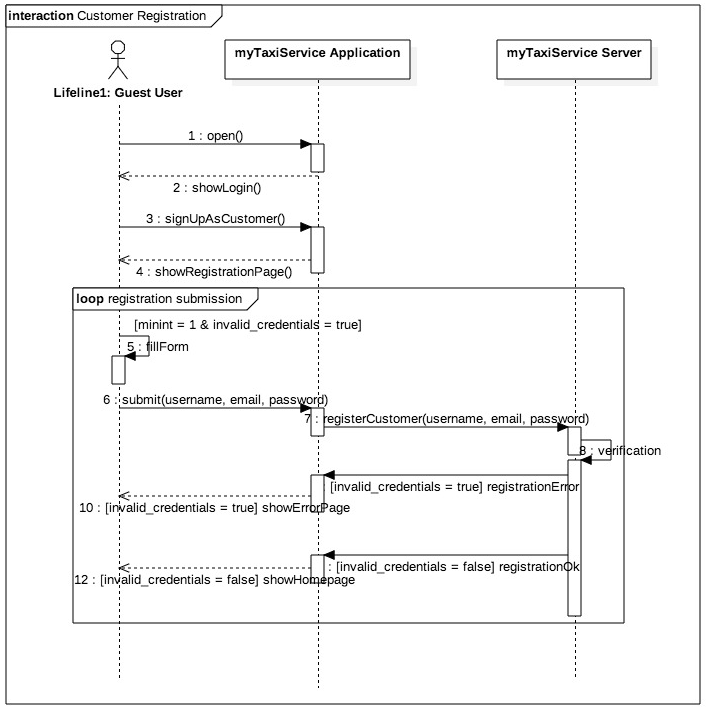 interaction Customer Registration
myTaxiService Application
myTaxiService Server
Lifeline1: Guest User
1 : open()
2 : showLogin()
3 : signUpAsCustomer()
4 : showRegistrationPage()
loop registration submission
[minint = 1 & invalid_credentials = true]
5 : fillForm
6 : submit(username, email, password)
7 : registerCustomer(username, email, password)
8 : verification
[invalid_credentials = true] registrationError
10 : [invalid_credentials = true] showErrorPage
: [invalid_credentials = false] registrationOk
12 : [invalid_credentials = false] showHomepage